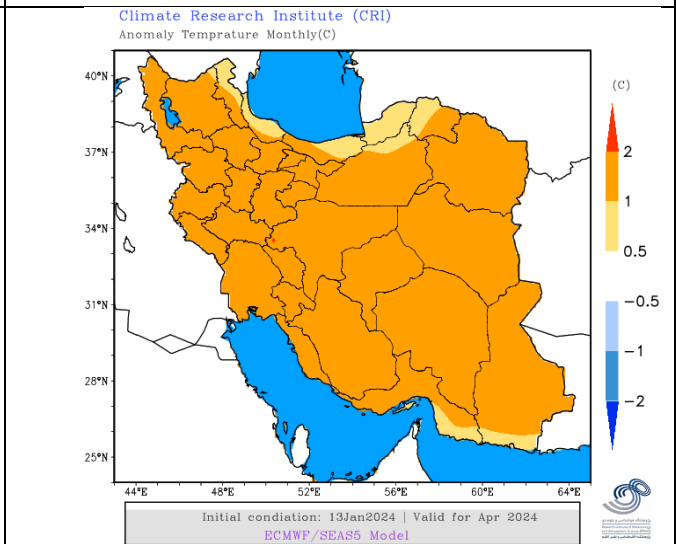 Climate Research Institute (CRI)
Anomaly Temprature Monthly(C)
(C)
40°N
37°N
34°N
31°N
28°N
25°N
44°E 48°E 52°E 56°E 60°E 64°E
2
1
0.5
−0.5
−1
−2
Initial condiation: 13Jan2024 | Valid for Apr 2024
ECMWF/SEAS5 Model